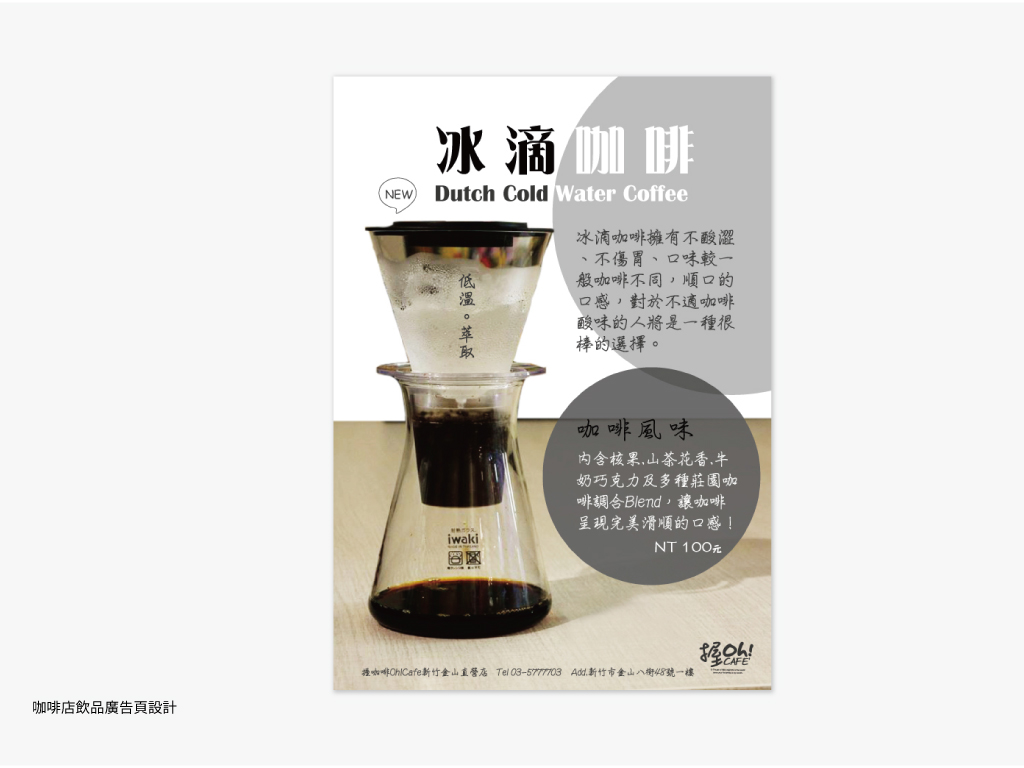 冰滴咖啡
NEW
Dutch Cold Water Coffee
冰滴咖啡擁有不酸澀
、不傷胃、口味較一
般咖啡不同，順口的
口感，對於不適咖啡
酸味的人將是一種很
棒的選擇。
低溫。萃取
咖啡風味
內含核果,山茶花香,牛
奶巧克力及多種莊園咖
啡調合Blend，讓咖啡
呈現完美滑順的口感！
NT 100元
iwaki
握Oh!
CAFE
握咖啡Oh!Cafe新竹金山直營店 Tel 03-5777703 Add.新竹市金山八街48號一樓
咖啡店飲品廣告頁設計